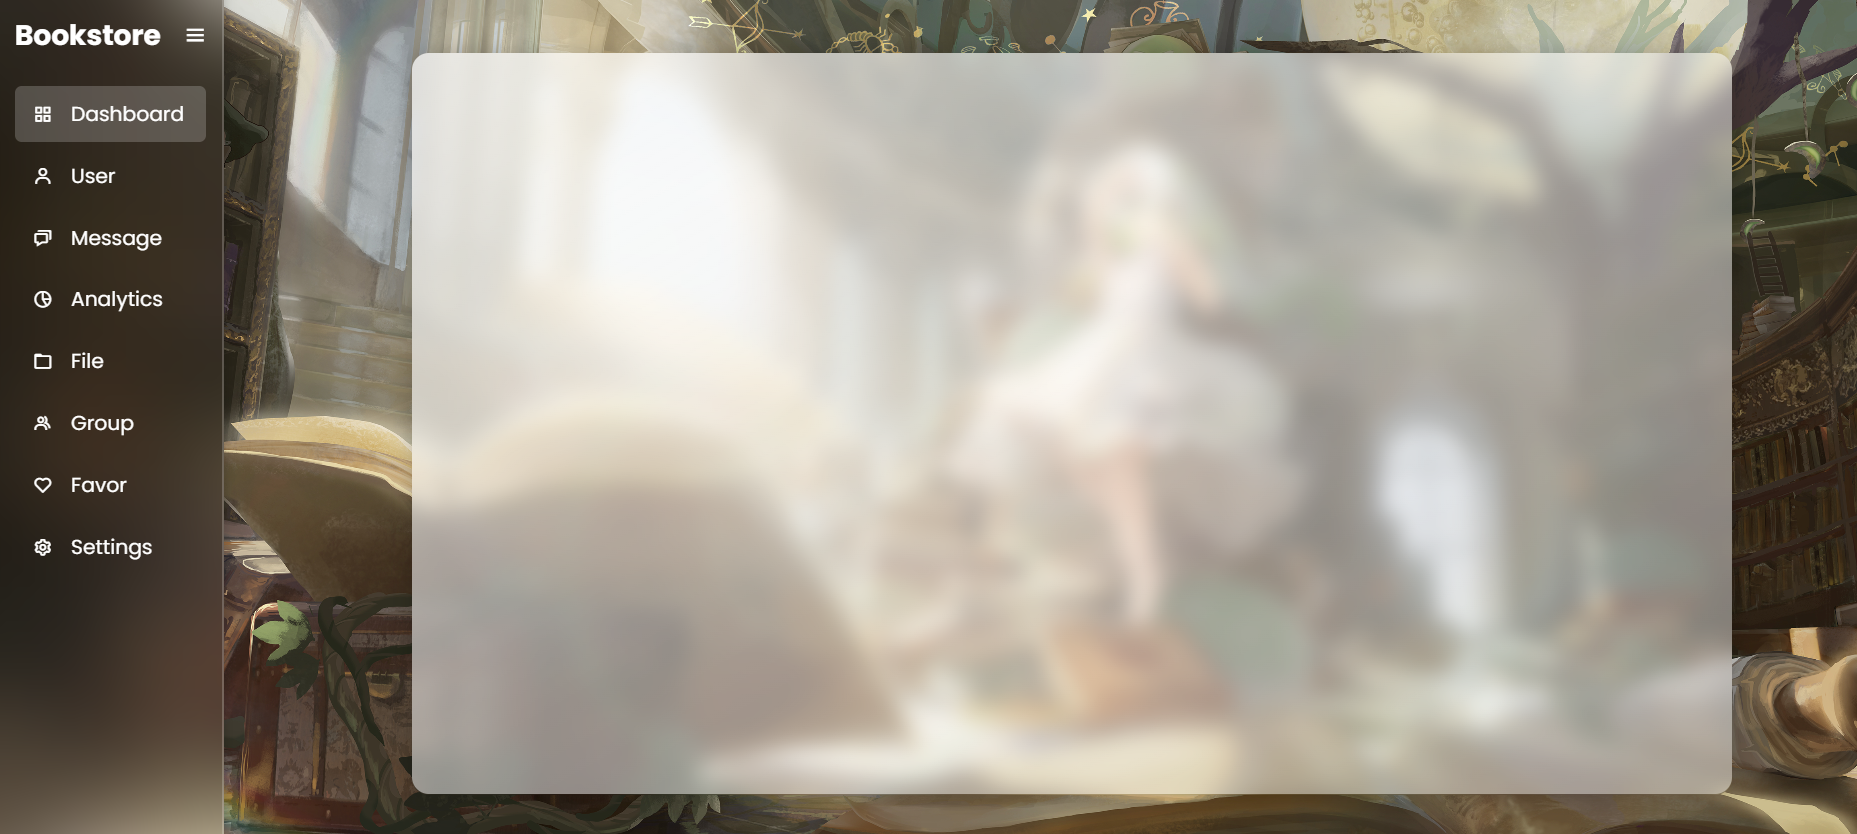 Bookstore
Dashboard
User
Message
Analytics
File
Group
Favor
Settings